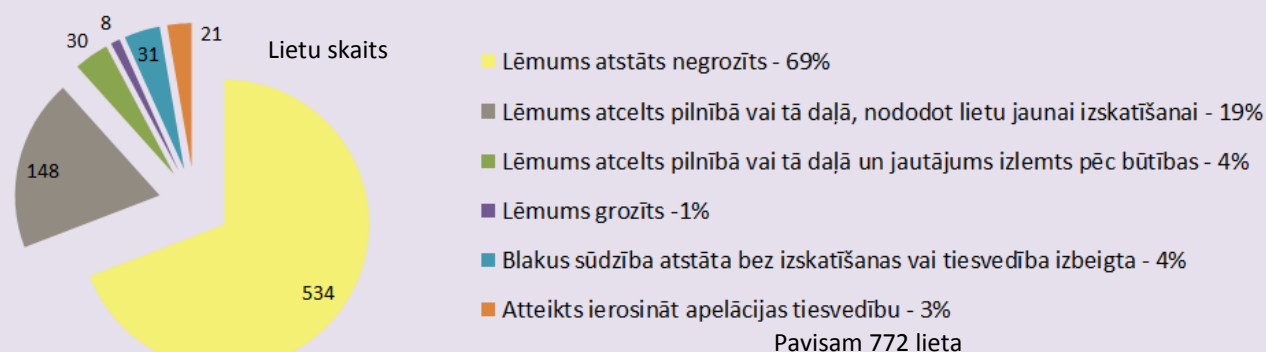 8
30
31
21
Lietu skaits
148
534
Lēmums atstāts negrozīts - 69%
Lēmums atcelts pilnībā vai tā daļā, nododot lietu jaunai izskatīšanai - 19%
Lēmums atcelts pilnībā vai tā daļā un jautājums izlemts pēc būtības - 4%
Lēmums grozīts -1%
Blakus sūdzība atstāta bez izskatīšanas vai tiesvedība izbeigta - 4%
Atteikts ierosināt apelācijas tiesvedību - 3%
Pavisam 772 lieta